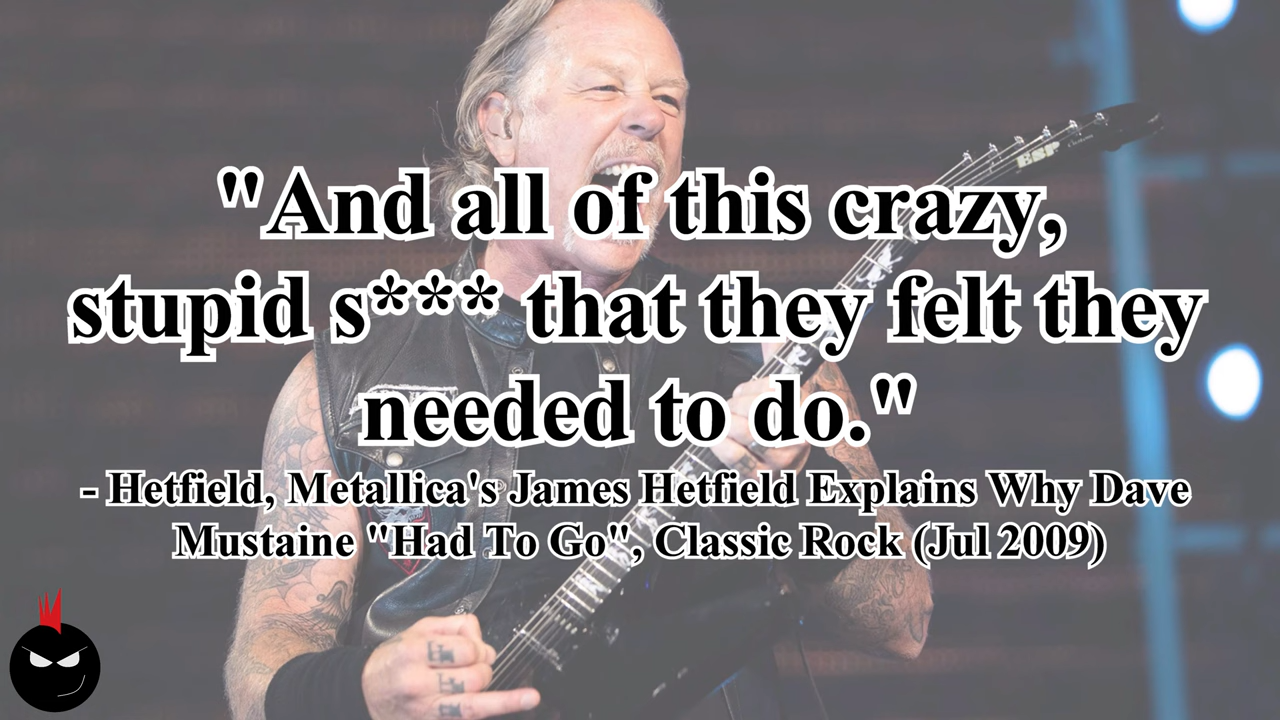 ESP
"And all of this crazy,
stupid s*** that they felt they
needed to do."
- Hetfield, Metallica's James Hetfield Explains Why Dave
Mustaine "Had To Go", Classic Rock (Jul 2009)